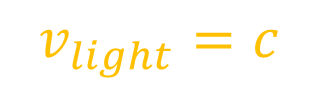 v_light = c